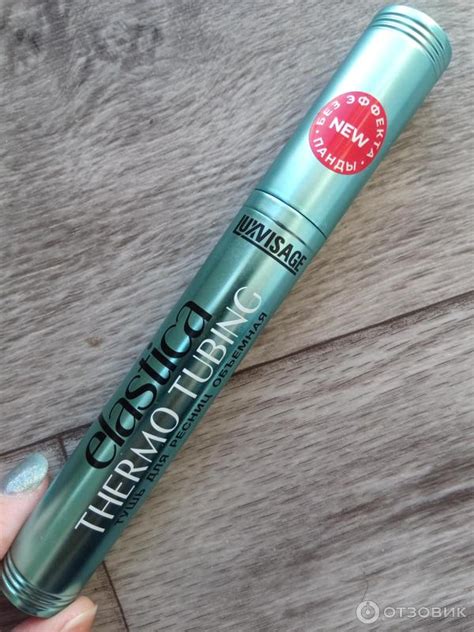 БЕЗ ЭФФЕКТА
NEW
ПАНДЫ
LUXVISAGE
elastica
THERMO TUBING
ТУШЬ ДЛЯ РЕСНИЦ ОБЪЕМНАЯ
ОТЗОВИК